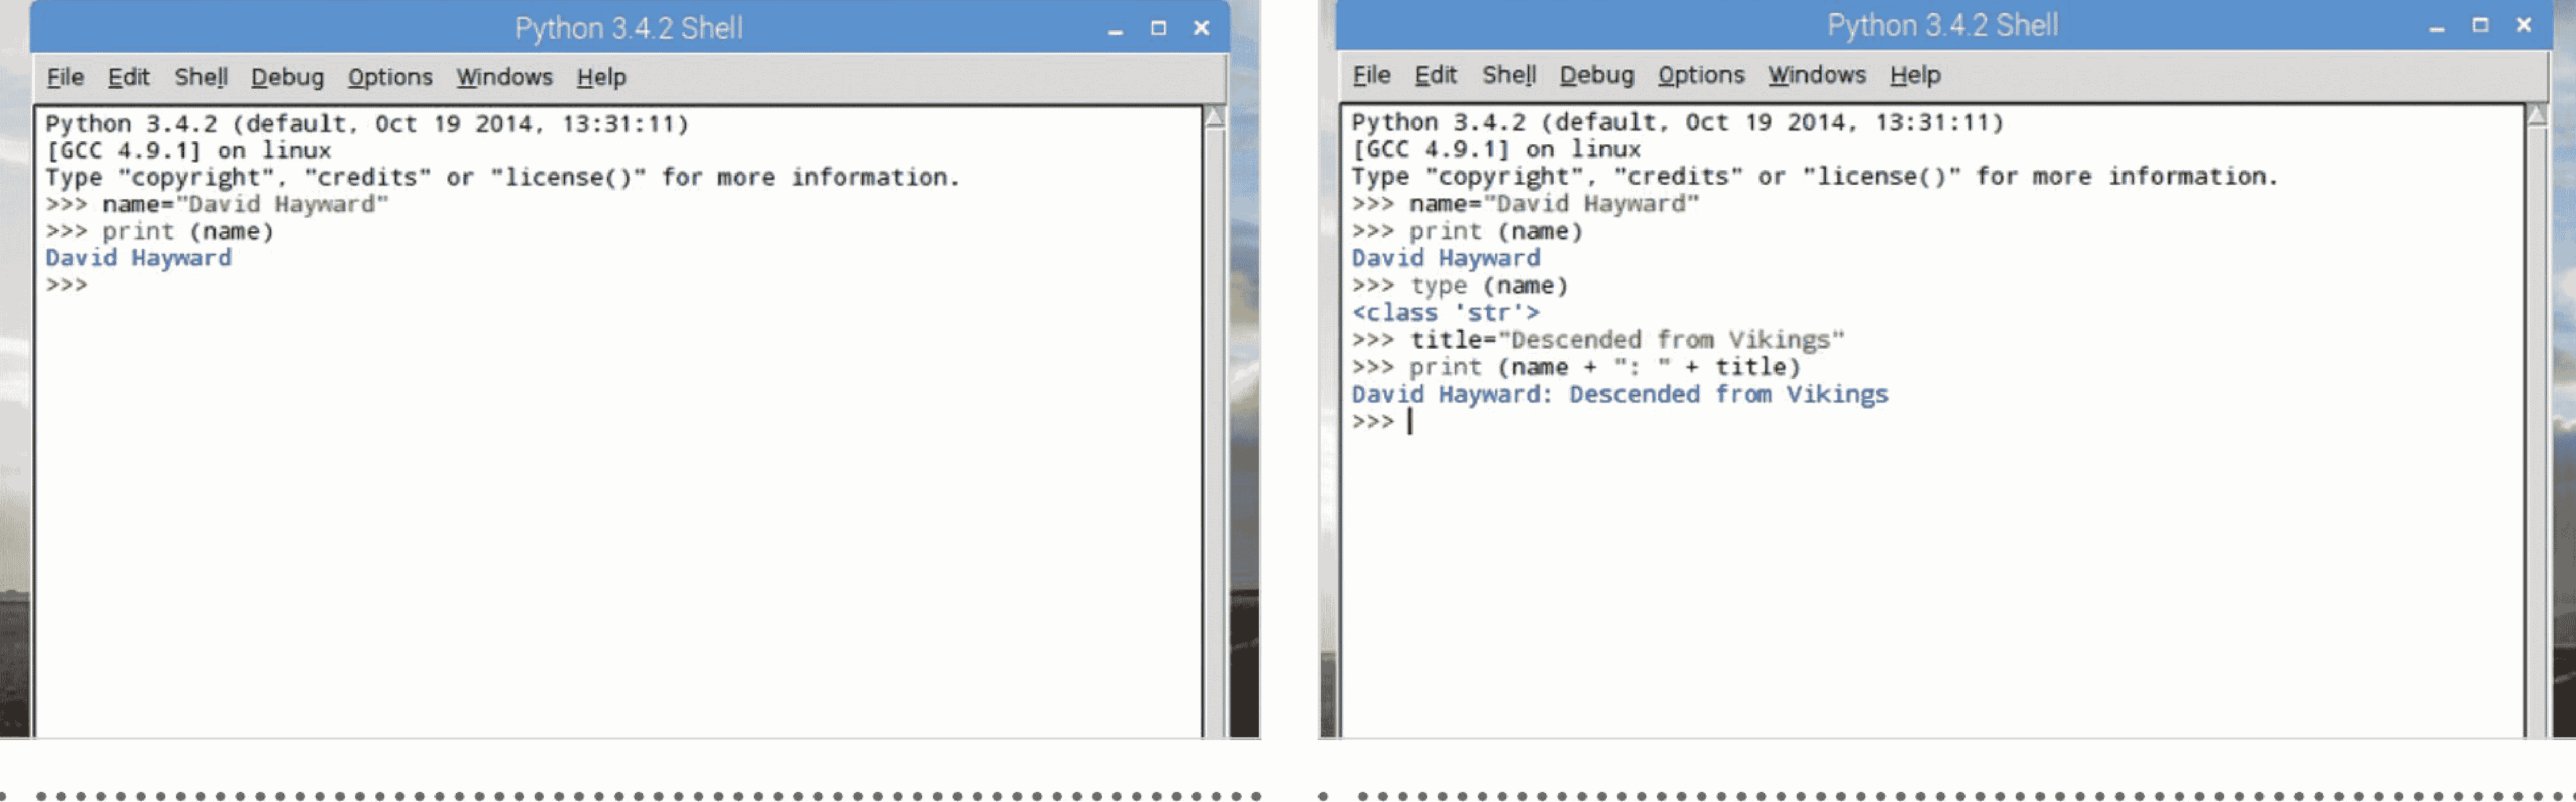 Python 3.4.2 Shell
File Edit Shell Debug Options Windows Help
Python 3.4.2 (default, Oct 19 2014, 13:31:11)
[GCC 4.9.1] on linux
Type "copyright", "credits" or "license()" for more information.
>>> name="David Hayward"
>>> print (name)
David Hayward
>>>
Python 3.4.2 Shell
File Edit Shell Debug Options Windows Help
Python 3.4.2 (default, Oct 19 2014, 13:31:11)
[GCC 4.9.1] on linux
Type "copyright", "credits" or "license()" for more information.
>>> name="David Hayward"
>>> print (name)
David Hayward
>>> type (name)
<class 'str'>
>>> title="Descended from Vikings"
>>> print (name + ": " + title)
David Hayward: Descended from Vikings
>>>